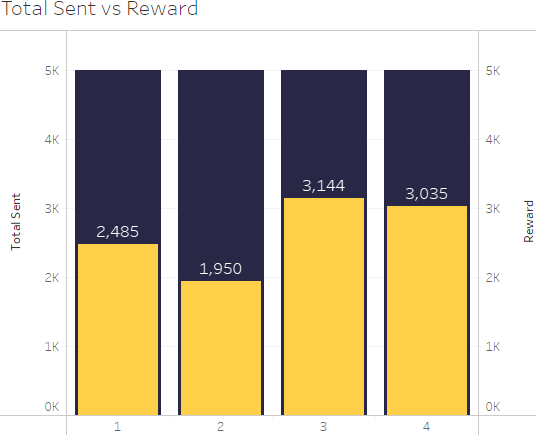 Total Sent vs Reward
5K
4K
3K
2K
1K
0K
Total Sent
2,485
1,950
3,144
3,035
5K
4K
3K
2K
1K
0K
Reward
1 2 3 4